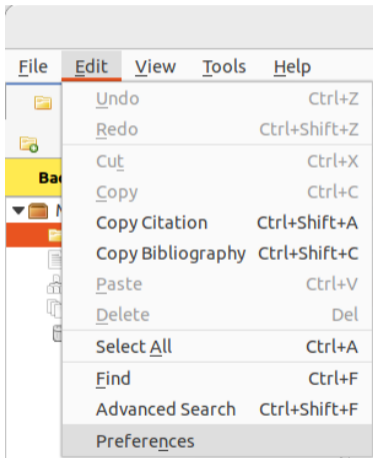 File Edit View Tools Help
Undo Ctrl+Z
Redo Ctrl+Shift+Z
Cut Ctrl+X
Copy Ctrl+C
Copy Citation Ctrl+Shift+A
Copy Bibliography Ctrl+Shift+C
Paste Ctrl+V
Delete Del
Select All Ctrl+A
Find Ctrl+F
Advanced Search Ctrl+Shift+F
Preferences